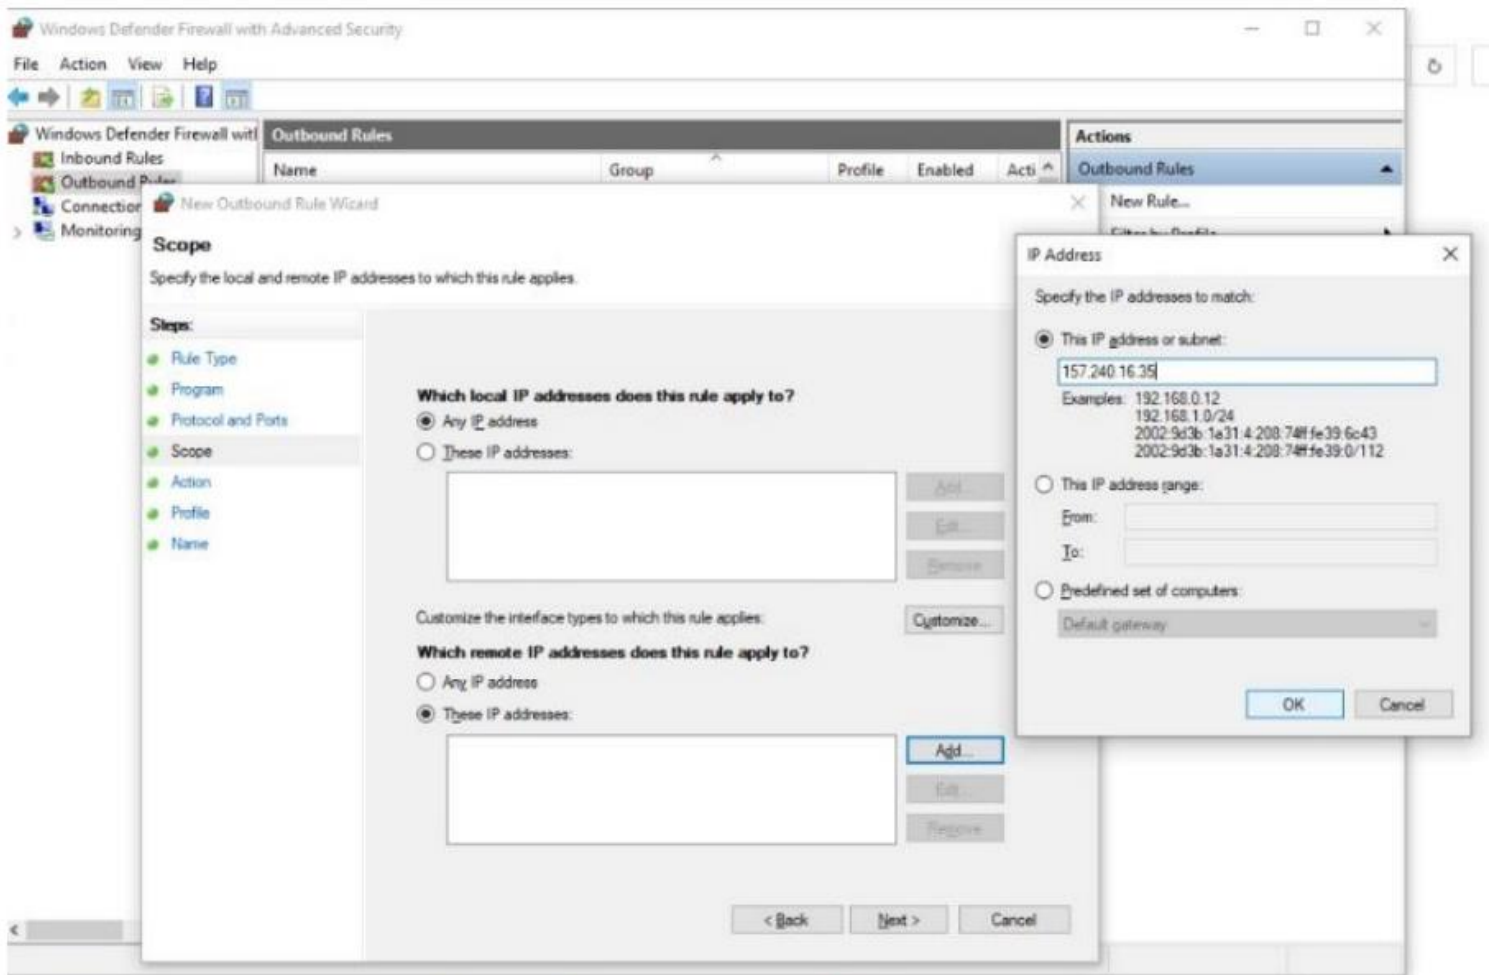 Windows Defender Firewall with Advanced Security
File Action View Help
Windows Defender Firewall witl
Inbound Rules
Outbound Rules
Connection
Monitoring
Outbound Rules
Name Group Profile Enabled Acti
Actions
Outbound Rules
New Rule...
Filter by Profile
New Outbound Rule Wizard
Scope
Specify the local and remote IP addresses to which this rule applies.
Steps:
Rule Type
Program
Protocol and Ports
Scope
Action
Profile
Name
Which local IP addresses does this rule apply to?
Any IP address
These IP addresses:
Add...
Edit...
Remove
Customize the interface types to which this rule applies:
Customize...
Which remote IP addresses does this rule apply to?
Any IP address
These IP addresses:
Add...
Edit...
Remove
< Back
Next >
Cancel
IP Address
Specify the IP addresses to match:
This IP address or subnet:
157.240.16.35
Examples: 192.168.0.12
192.168.1.0/24
2002:9d3b:1a31:4:208:74ff:fe39:6c43
2002:9d3b:1a31:4:208:74ff:fe39:0/112
This IP address range:
From:
To:
Predefined set of computers:
Default gateway
OK
Cancel